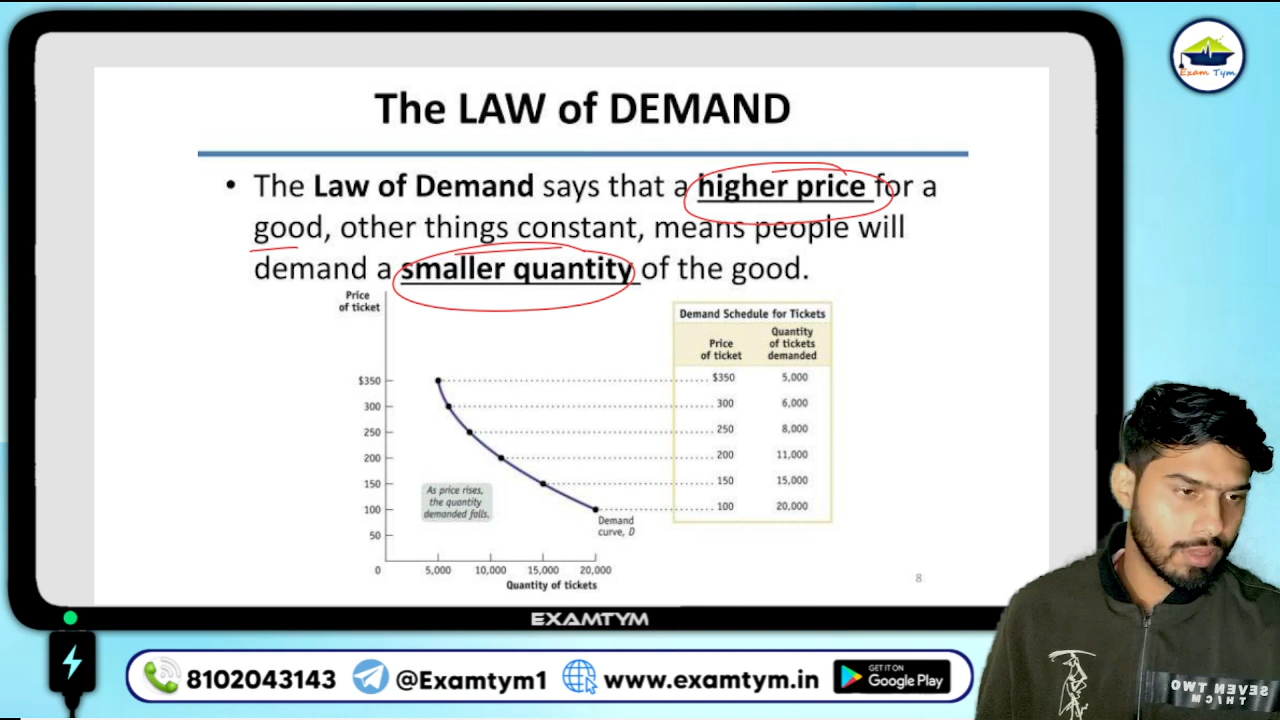 Exam Tym
The LAW of DEMAND
• The Law of Demand says that a higher price for a
good, other things constant, means people will
demand a smaller quantity of the good.
Price
of ticket
$350
300
250
200
150
100
50
0
5,000 10,000 15,000 20,000
Quantity of tickets
As price rises,
the quantity
demanded falls.
Demand
curve, D
Demand Schedule for Tickets
Price
of ticket
Quantity
of tickets
demanded
$350 5,000
300 6,000
250 8,000
200 11,000
150 15,000
100 20,000
8
EXAMTYM
8102043143
@Examtym1
www.examtym.in
GET IT ON
Google Play
SEVEN TWO